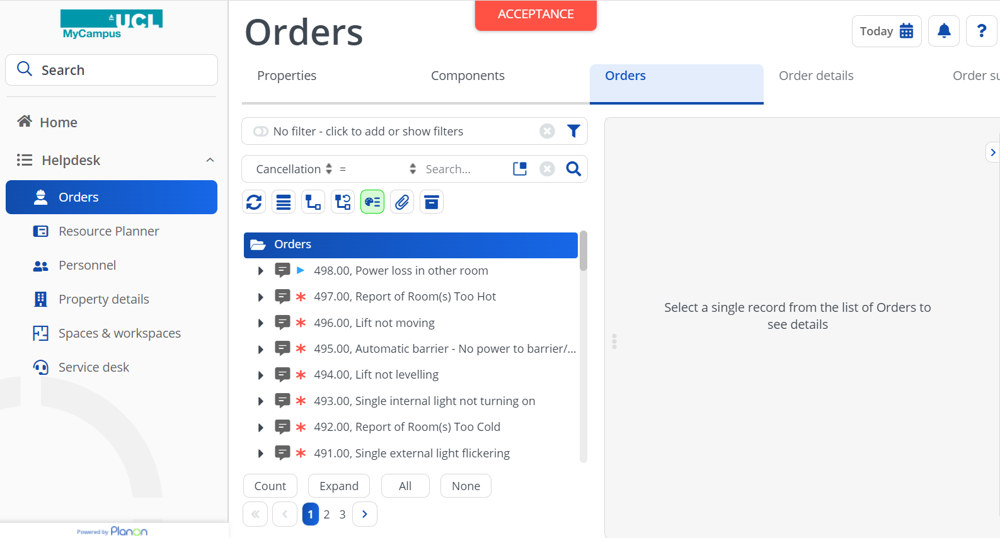 UCL
MyCampus
Search
Home
Helpdesk
Orders
Resource Planner
Personnel
Property details
Spaces & workspaces
Service desk
Powered by Planon
Orders
ACCEPTANCE
Today
?
Properties
Components
Orders
Order details
Order su
No filter - click to add or show filters
Cancellation = Search...
Orders
498.00, Power loss in other room
497.00, Report of Room(s) Too Hot
496.00, Lift not moving
495.00, Automatic barrier - No power to barrier/...
494.00, Lift not levelling
493.00, Single internal light not turning on
492.00, Report of Room(s) Too Cold
491.00, Single external light flickering
Count Expand All None
« ‹ 1 2 3 ›
Select a single record from the list of Orders to
see details